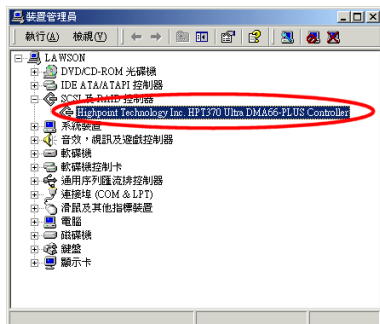 裝置管理員
執行(A) 檢視(V)
LAWSON
DVD/CD-ROM 光碟機
IDE ATA/ATAPI 控制器
SCSI 及 RAID 控制器
Highpoint Technology Inc. HPT370 Ultra DMA66-PLUS Controller
系統裝置
音效，視訊及遊戲控制器
軟碟機
軟碟機控制卡
通用序列匯流排控制器
連接埠 (COM & LPT)
滑鼠及其他指標裝置
電腦
磁碟機
鍵盤
顯示卡